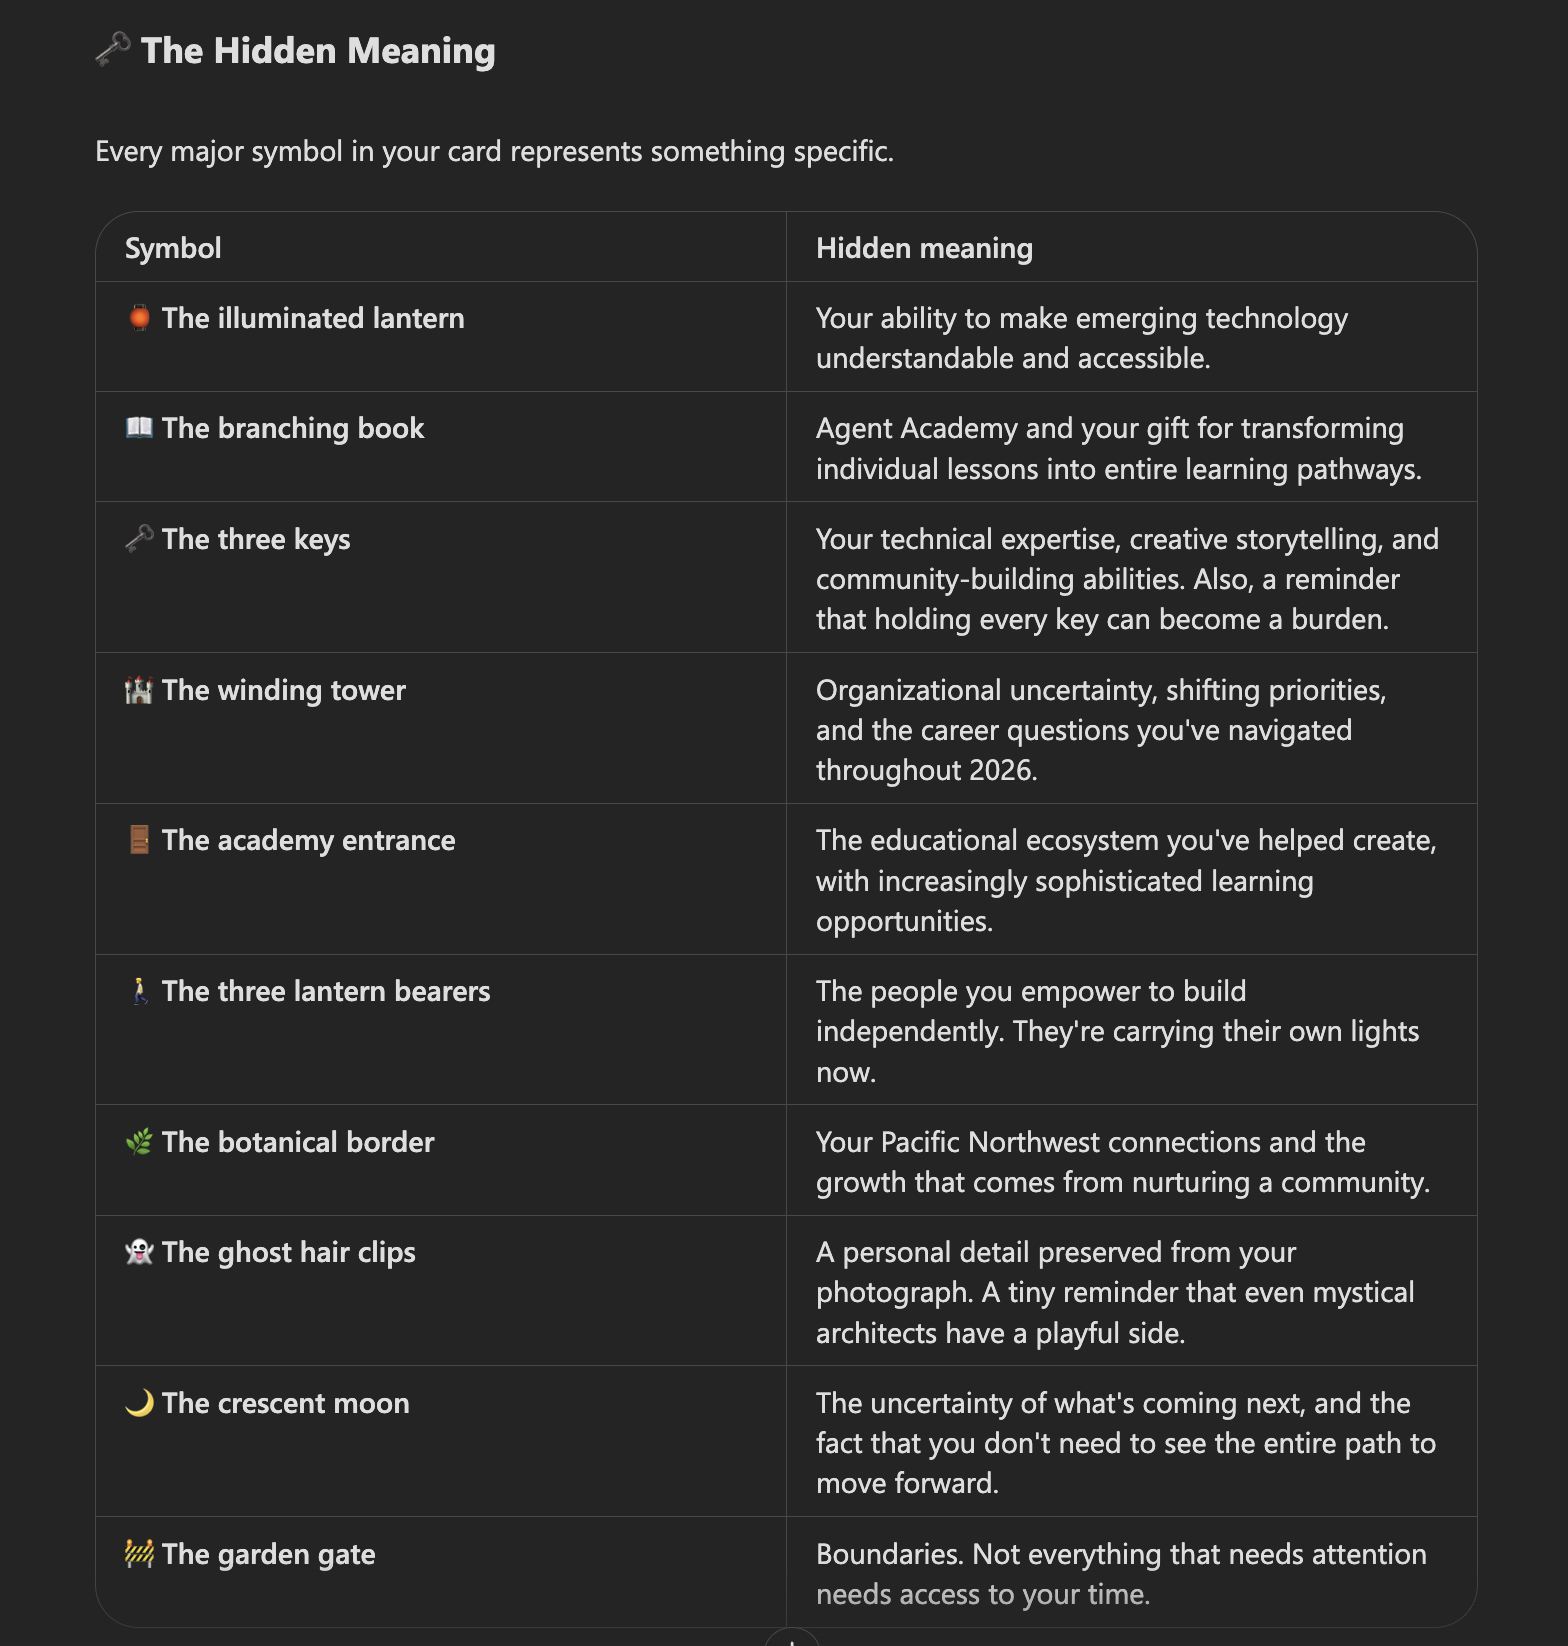 The Hidden Meaning
Every major symbol in your card represents something specific.
Symbol
Hidden meaning
The illuminated lantern
Your ability to make emerging technology
understandable and accessible.
The branching book
Agent Academy and your gift for transforming
individual lessons into entire learning pathways.
The three keys
Your technical expertise, creative storytelling, and
community-building abilities. Also, a reminder
that holding every key can become a burden.
The winding tower
Organizational uncertainty, shifting priorities,
and the career questions you've navigated
throughout 2026.
The academy entrance
The educational ecosystem you've helped create,
with increasingly sophisticated learning
opportunities.
The three lantern bearers
The people you empower to build
independently. They're carrying their own lights
now.
The botanical border
Your Pacific Northwest connections and the
growth that comes from nurturing a community.
The ghost hair clips
A personal detail preserved from your
photograph. A tiny reminder that even mystical
architects have a playful side.
The crescent moon
The uncertainty of what's coming next, and the
fact that you don't need to see the entire path to
move forward.
The garden gate
Boundaries. Not everything that needs attention
needs access to your time.